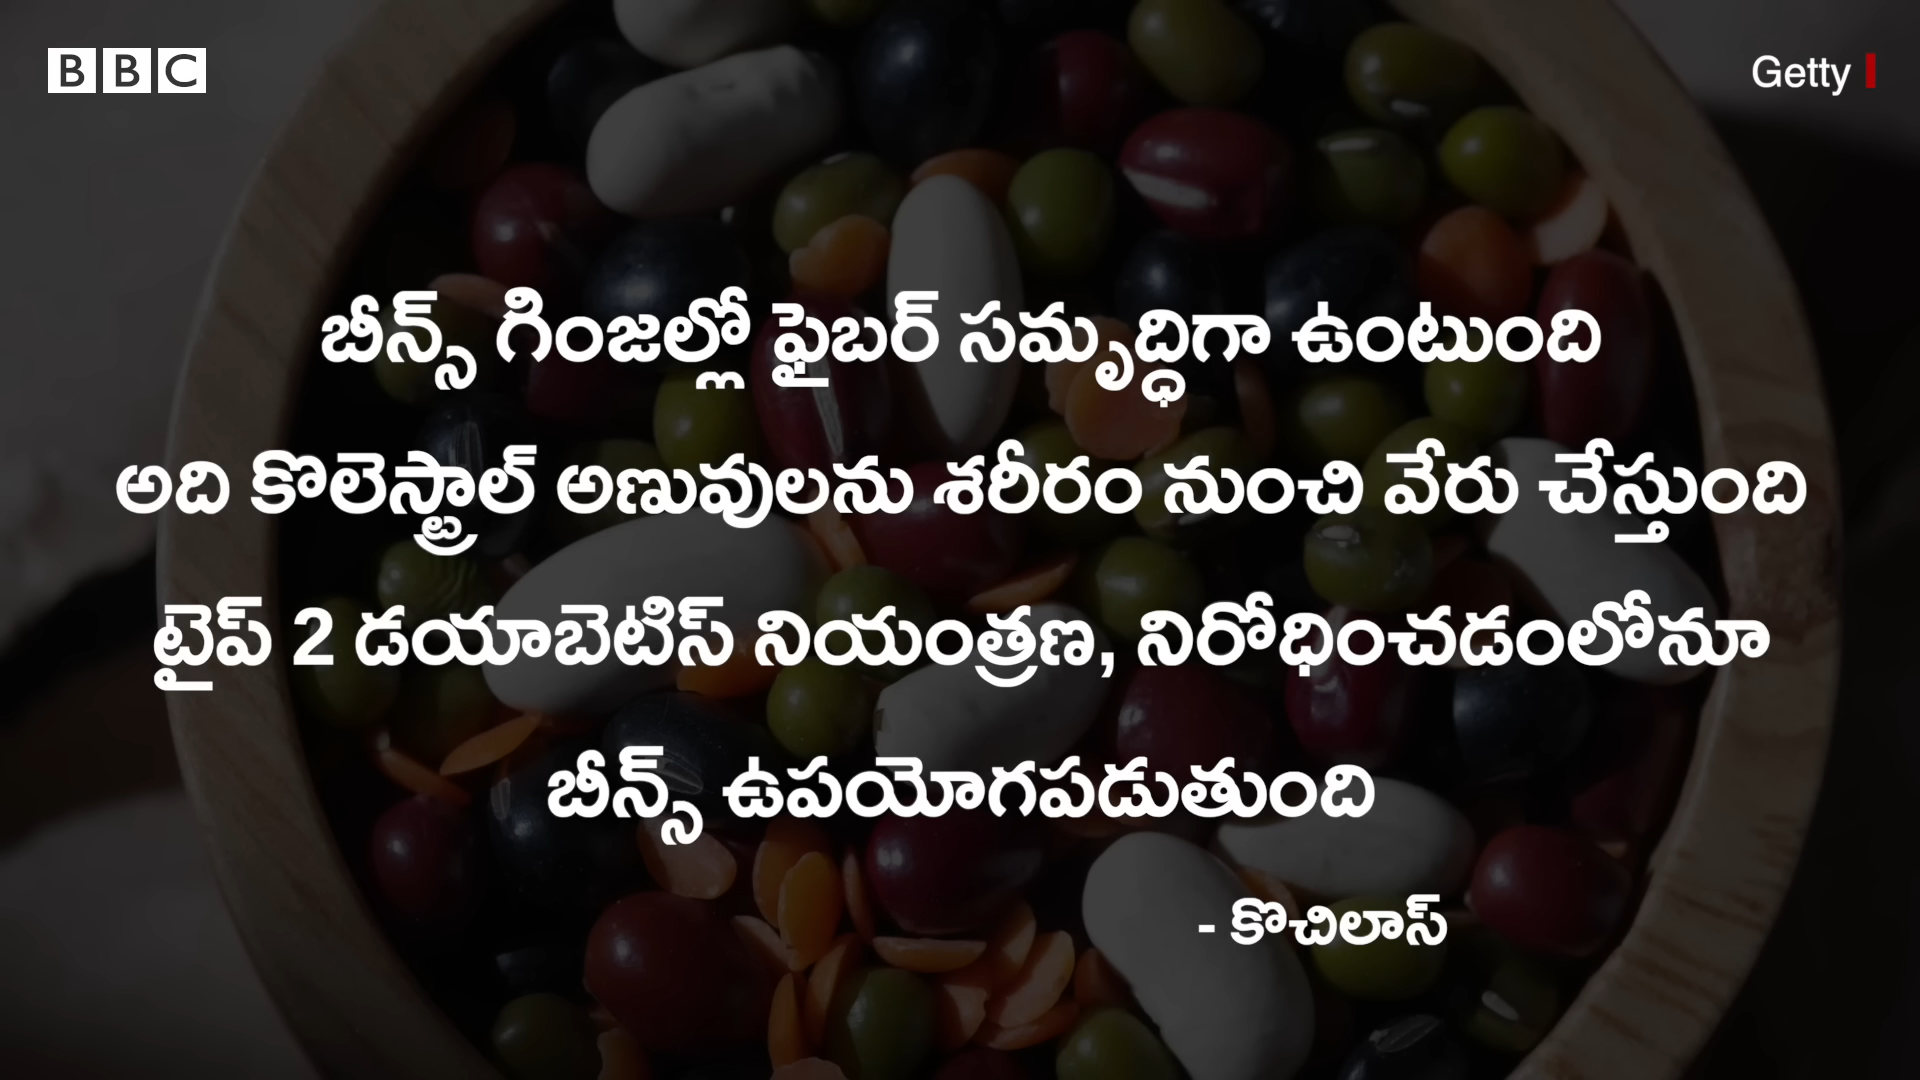 BBC
Getty
బీన్స్ గింజల్లో ఫైబర్ సమృద్ధిగా ఉంటుంది
అది కొలెస్ట్రాల్ అణువులను శరీరం నుంచి వేరు చేస్తుంది
టైప్ 2 డయాబెటిస్ నియంత్రణ, నిరోధించడంలోనూ
బీన్స్ ఉపయోగపడుతుంది
- కొచిలాస్